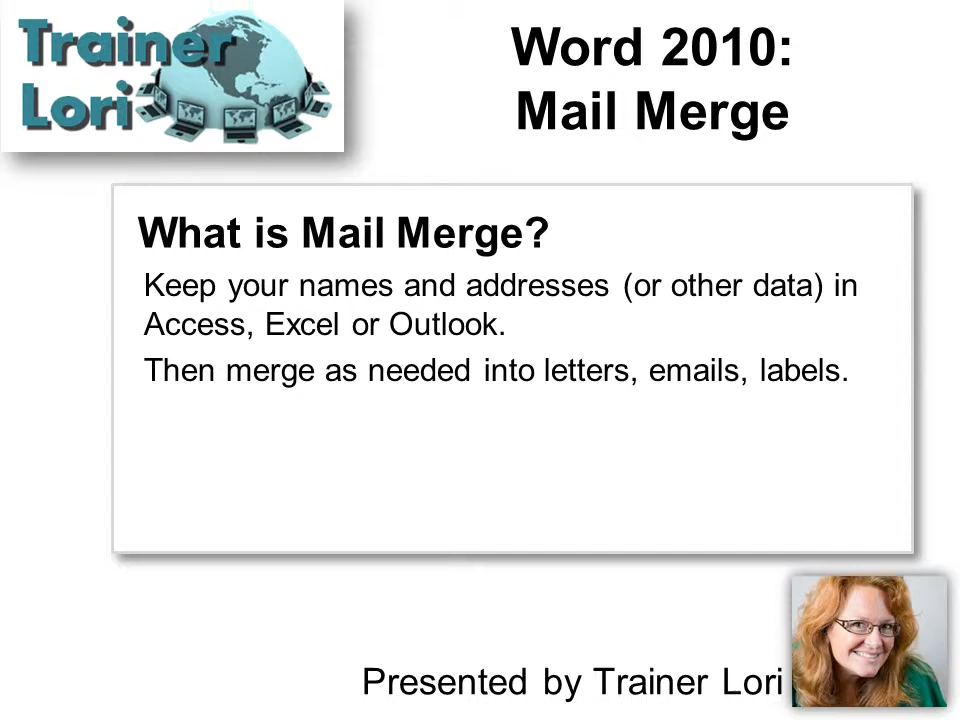 Trainer
Lori
Word 2010:
Mail Merge
What is Mail Merge?
Keep your names and addresses (or other data) in
Access, Excel or Outlook.
Then merge as needed into letters, emails, labels.
Presented by Trainer Lori